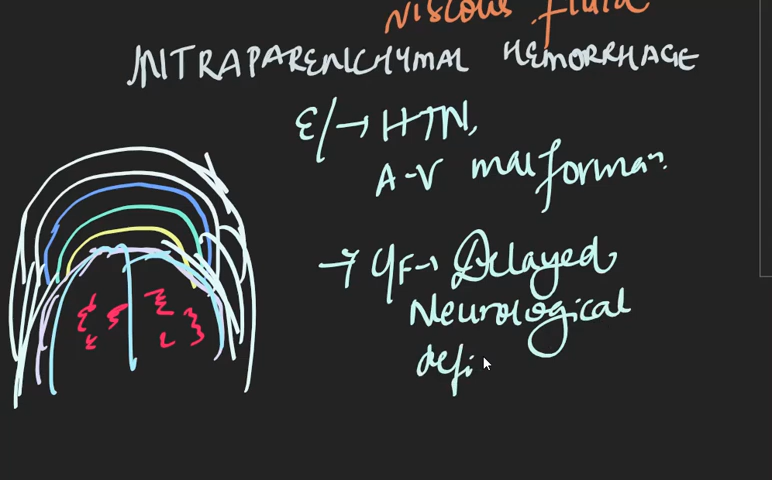 viscous fluid
INTRAPARENCHYMAL HEMORRHAGE
E/→ HTN,
A-V malformaⁿ.
→ C/F→ Delayed
Neurological
defi